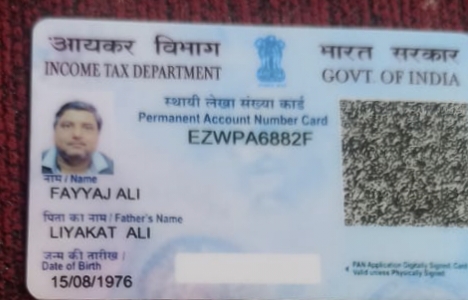 आयकर विभाग
INCOME TAX DEPARTMENT
भारत सरकार
GOVT. OF INDIA
स्थायी लेखा संख्या कार्ड
Permanent Account Number Card
EZWPA6882F
नाम / Name
FAYYAJ ALI
पिता का नाम / Father's Name
LIYAKAT ALI
जन्म की तारीख /
Date of Birth
15/08/1976
PAN Application Digitally Signed, Card
Valid unless Physically Signed